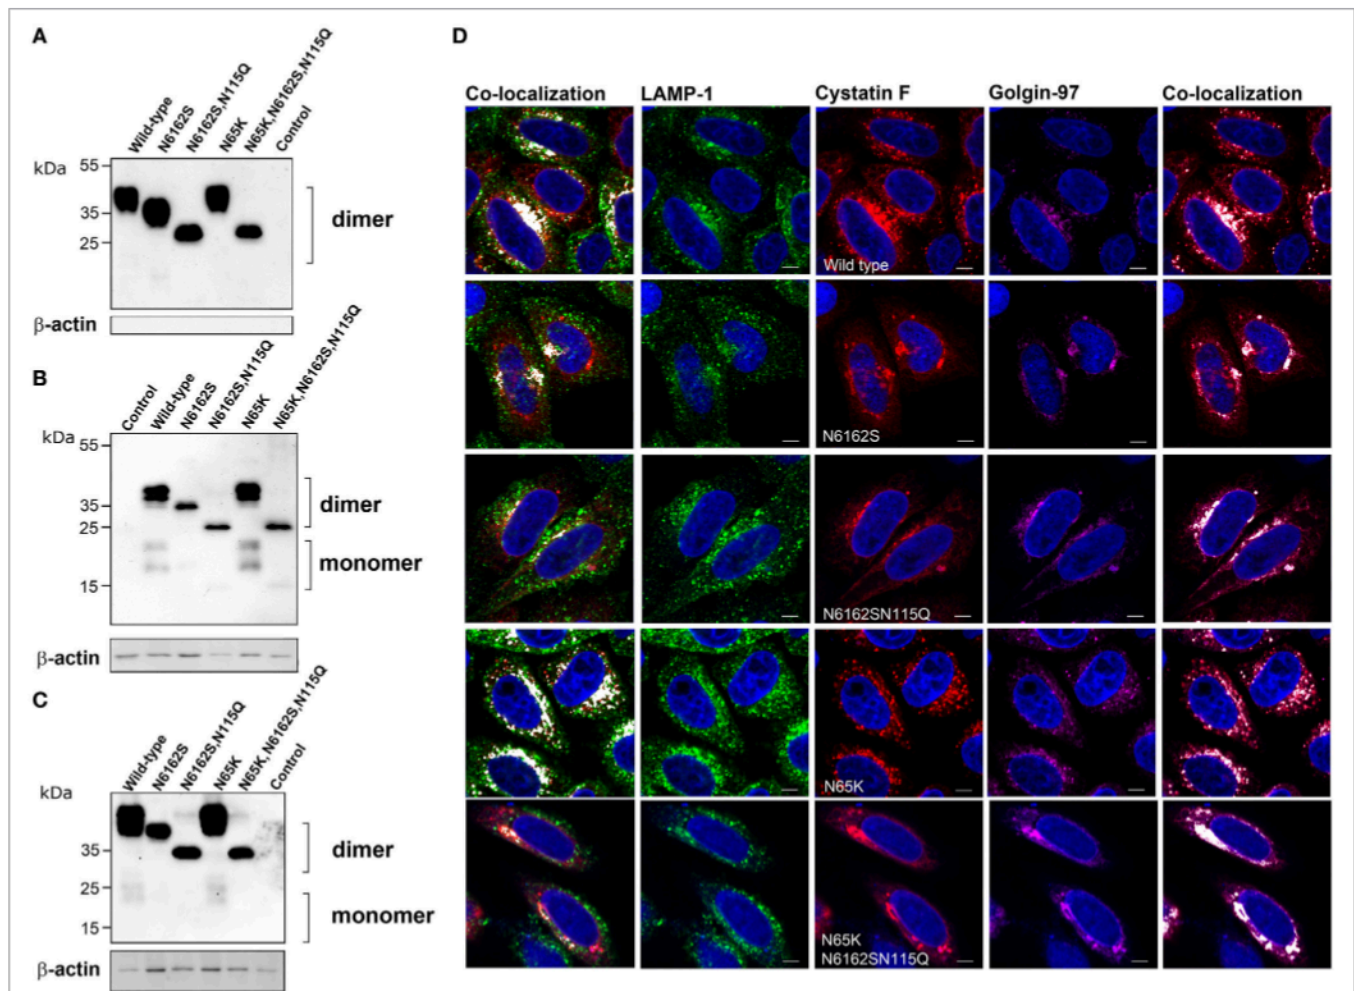 A
Wild-type
N6162S
N6162S,N115Q
N65K
N65K,N6162S,N115Q
Control
kDa
55
35
25
dimer
β-actin
B
Control
Wild-type
N6162S
N6162S,N115Q
N65K
N65K,N6162S,N115Q
kDa
55
35
25
15
dimer
monomer
β-actin
C
Wild-type
N6162S
N6162S,N115Q
N65K
N65K, N6162S,N115Q
Control
kDa
35
25
15
dimer
monomer
β-actin
D
Co-localization LAMP-1 Cystatin F Golgin-97 Co-localization
Wild type
N6162S
N6162SN115Q
N65K
N65K
N6162SN115Q